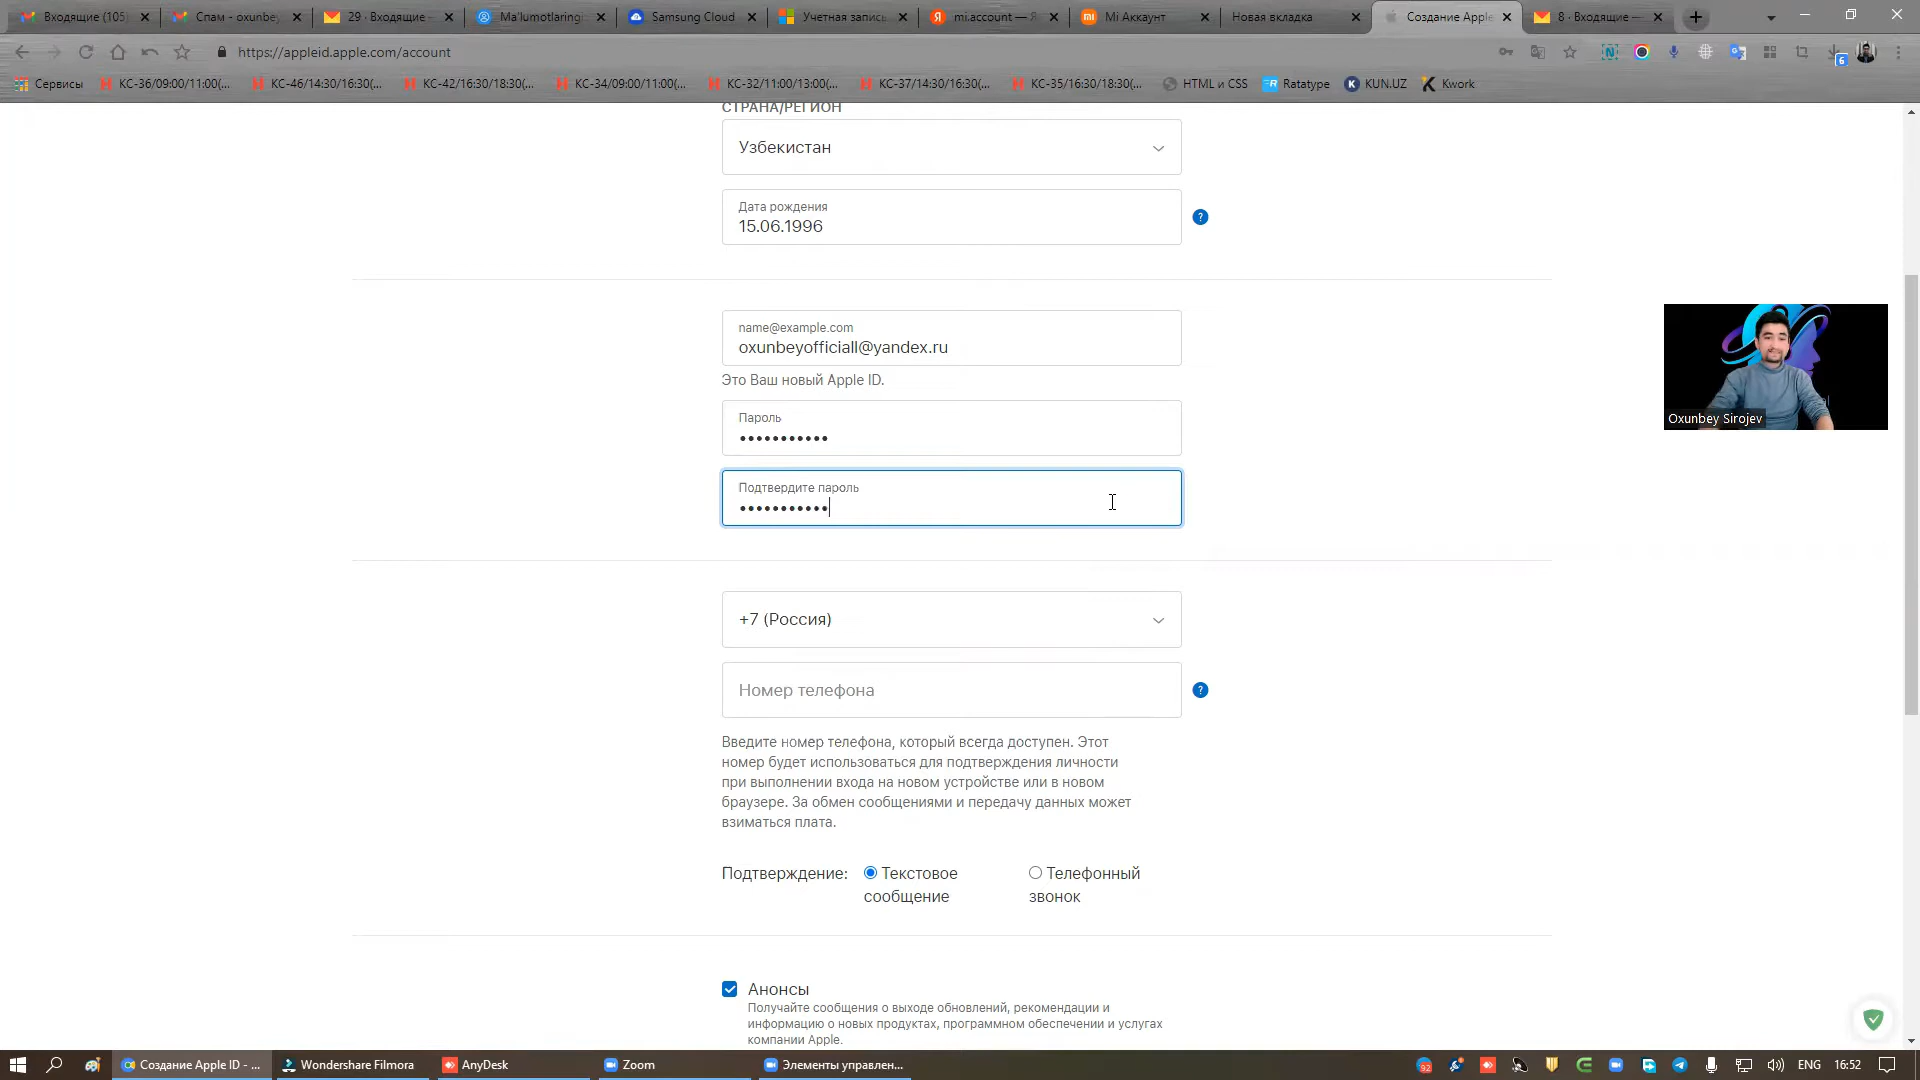 Входящие (105)
Спам - oxunbe
29 · Входящие —
Ma'lumotlaring
Samsung Cloud
Учетная запись
mi.account — Я
Mi Аккаунт
Новая вкладка
Создание Apple
8 · Входящие —
https://appleid.apple.com/account
6
Сервисы
КС-36/09:00/11:00(...
КС-46/14:30/16:30(...
КС-42/16:30/18:30(...
КС-34/09:00/11:00(...
КС-32/11:00/13:00(...
КС-37/14:30/16:30(...
КС-35/16:30/18:30(...
HTML и CSS
Ratatype
KUN.UZ
Kwork
СТРАНА/РЕГИОН
Узбекистан
Дата рождения
15.06.1996
?
name@example.com
oxunbeyofficiall@yandex.ru
Это Ваш новый Apple ID.
Пароль
•••••••••••
Подтвердите пароль
•••••••••••
Oxunbey Sirojev
+7 (Россия)
Номер телефона
?
Введите номер телефона, который всегда доступен. Этот
номер будет использоваться для подтверждения личности
при выполнении входа на новом устройстве или в новом
браузере. За обмен сообщениями и передачу данных может
взиматься плата.
Подтверждение:
Текстовое
сообщение
Телефонный
звонок
Анонсы
Получайте сообщения о выходе обновлений, рекомендации и
информацию о новых продуктах, программном обеспечении и услугах
компании Apple.
Создание Apple ID - ...
Wondershare Filmora
AnyDesk
Zoom
Элементы управлен...
92
ENG
16:52